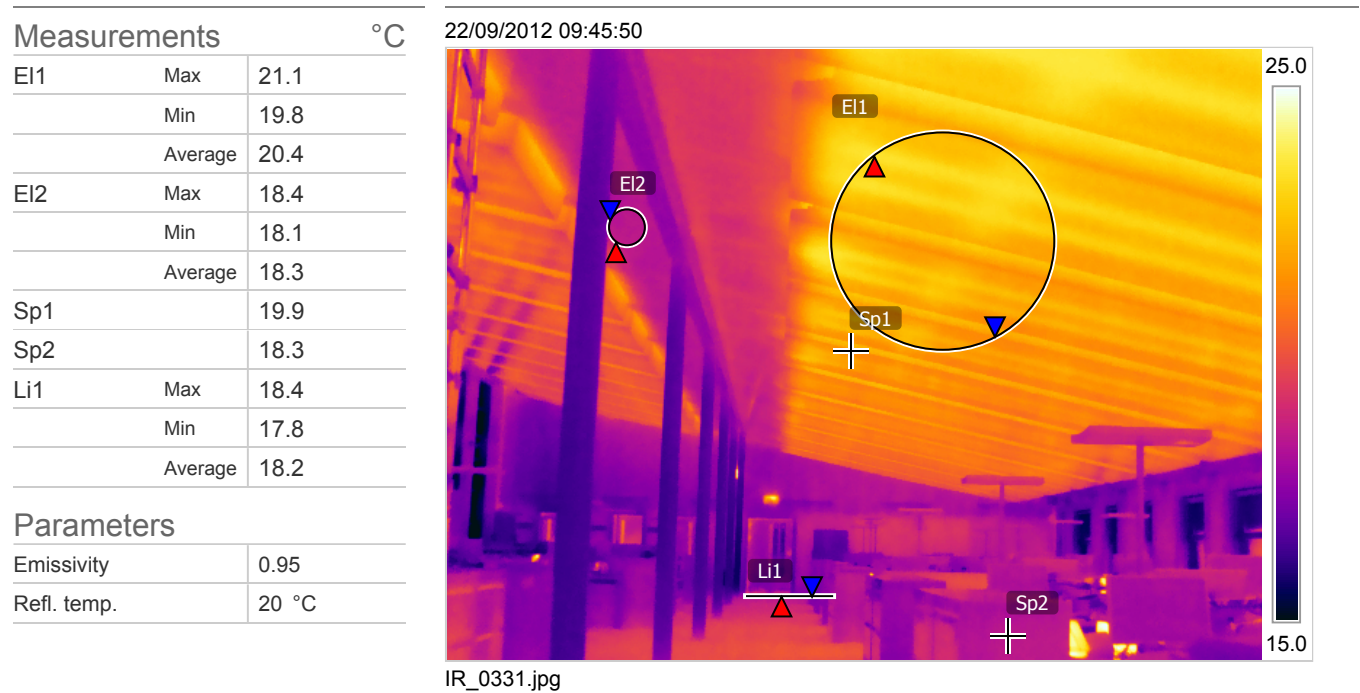 Measurements °C
El1 Max 21.1
Min 19.8
Average 20.4
El2 Max 18.4
Min 18.1
Average 18.3
Sp1 19.9
Sp2 18.3
Li1 Max 18.4
Min 17.8
Average 18.2
Parameters
Emissivity 0.95
Refl. temp. 20 °C
22/09/2012 09:45:50
25.0
El1
El2
Sp1
Li1
Sp2
15.0
IR_0331.jpg